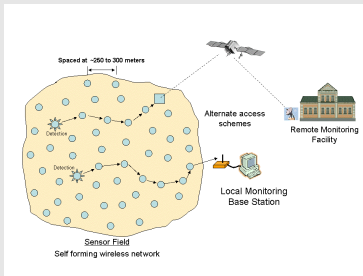 Spaced at ~250 to 300 meters
Detection
Detection
Alternate access
schemes
Remote Monitoring
Facility
Local Monitoring
Base Station
Sensor Field
Self forming wireless network